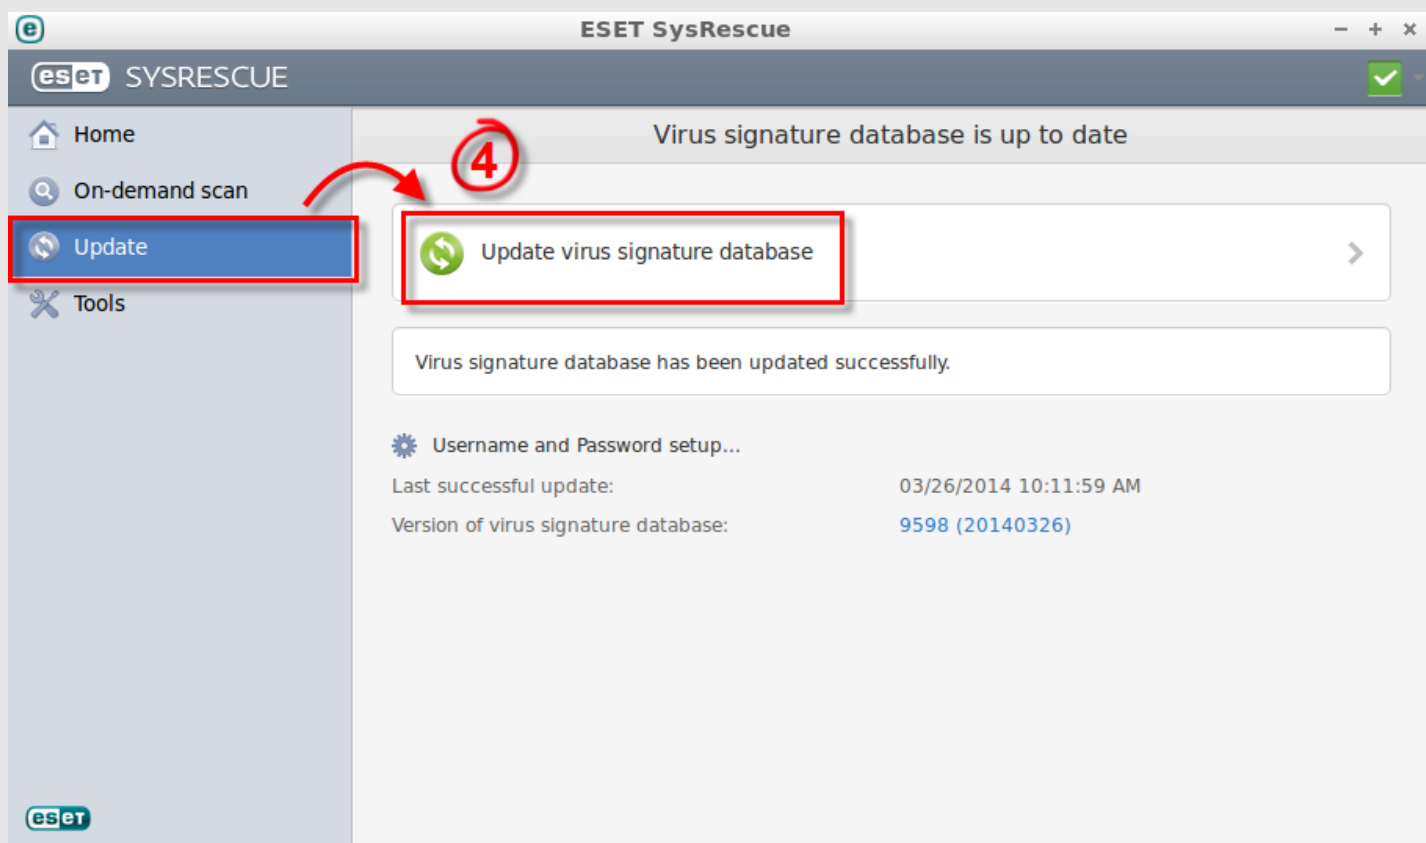 e ESET SysRescue
eset SYSRESCUE
Home
On-demand scan
Update
Tools
Virus signature database is up to date
4
Update virus signature database
Virus signature database has been updated successfully.
Username and Password setup...
Last successful update: 03/26/2014 10:11:59 AM
Version of virus signature database: 9598 (20140326)
eset